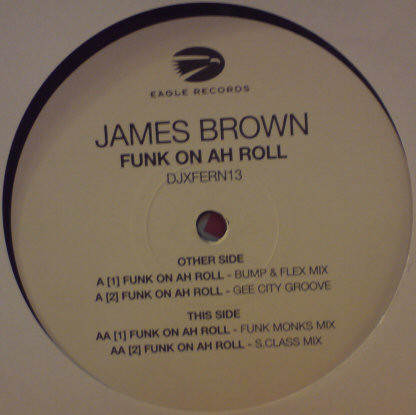 EAGLE RECORDS
JAMES BROWN
FUNK ON AH ROLL
DJXFERN13
OTHER SIDE
A [1] FUNK ON AH ROLL - BUMP & FLEX MIX
A [2] FUNK ON AH ROLL - GEE CITY GROOVE
THIS SIDE
AA [1] FUNK ON AH ROLL - FUNK MONKS MIX
AA [2] FUNK ON AH ROLL - S.CLASS MIX